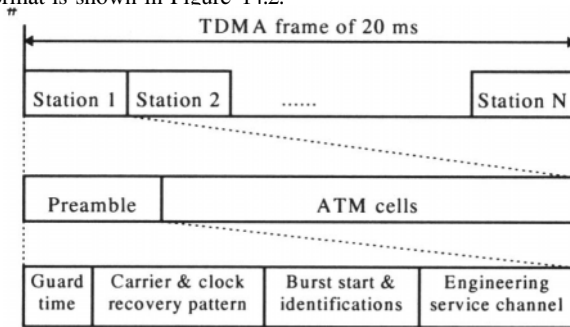 ormat is shown in Figure 14.2.
#
TDMA frame of 20 ms
Station 1 Station 2 ...... Station N
Preamble ATM cells
Guard time Carrier & clock recovery pattern Burst start & identifications Engineering service channel